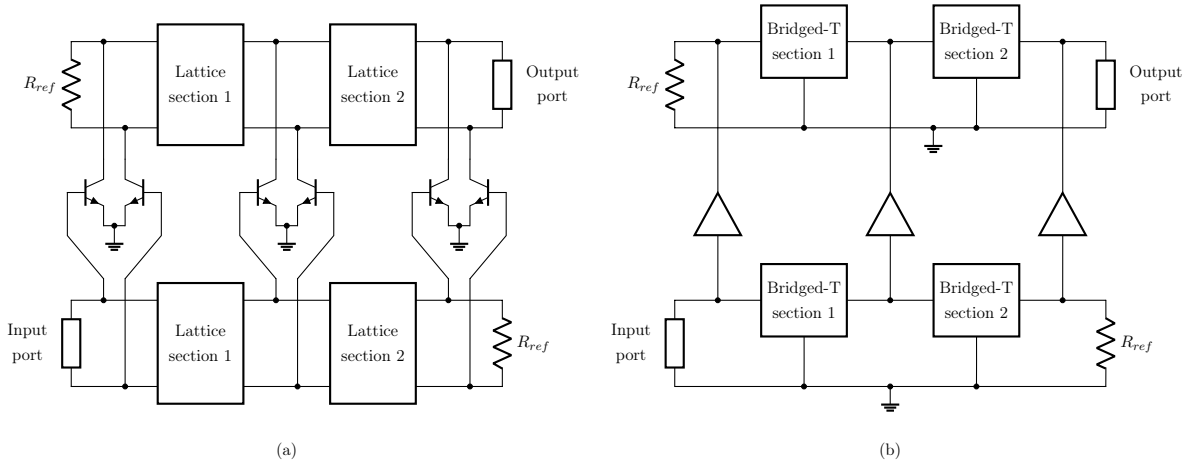 Bridged-T
section 1
Bridged-T
section 2
Lattice
section 1
Lattice
section 2
R_ref
Output
port
R_ref
Output
port
Input
port
Lattice
section 1
Lattice
section 2
R_ref
Input
port
Bridged-T
section 1
Bridged-T
section 2
R_ref
(a)
(b)